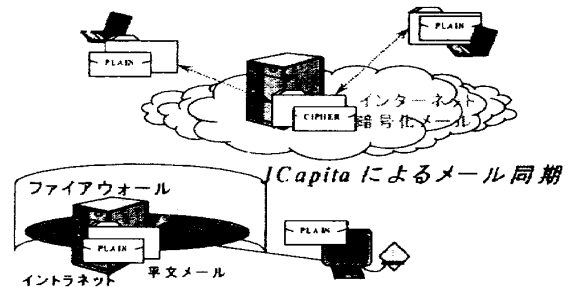 PLAIN
PLAIN
CIPHER
インターネット
暗号化メール
JCapita によるメール同期
ファイアウォール
PLAIN
PLAIN
イントラネット
平文メール